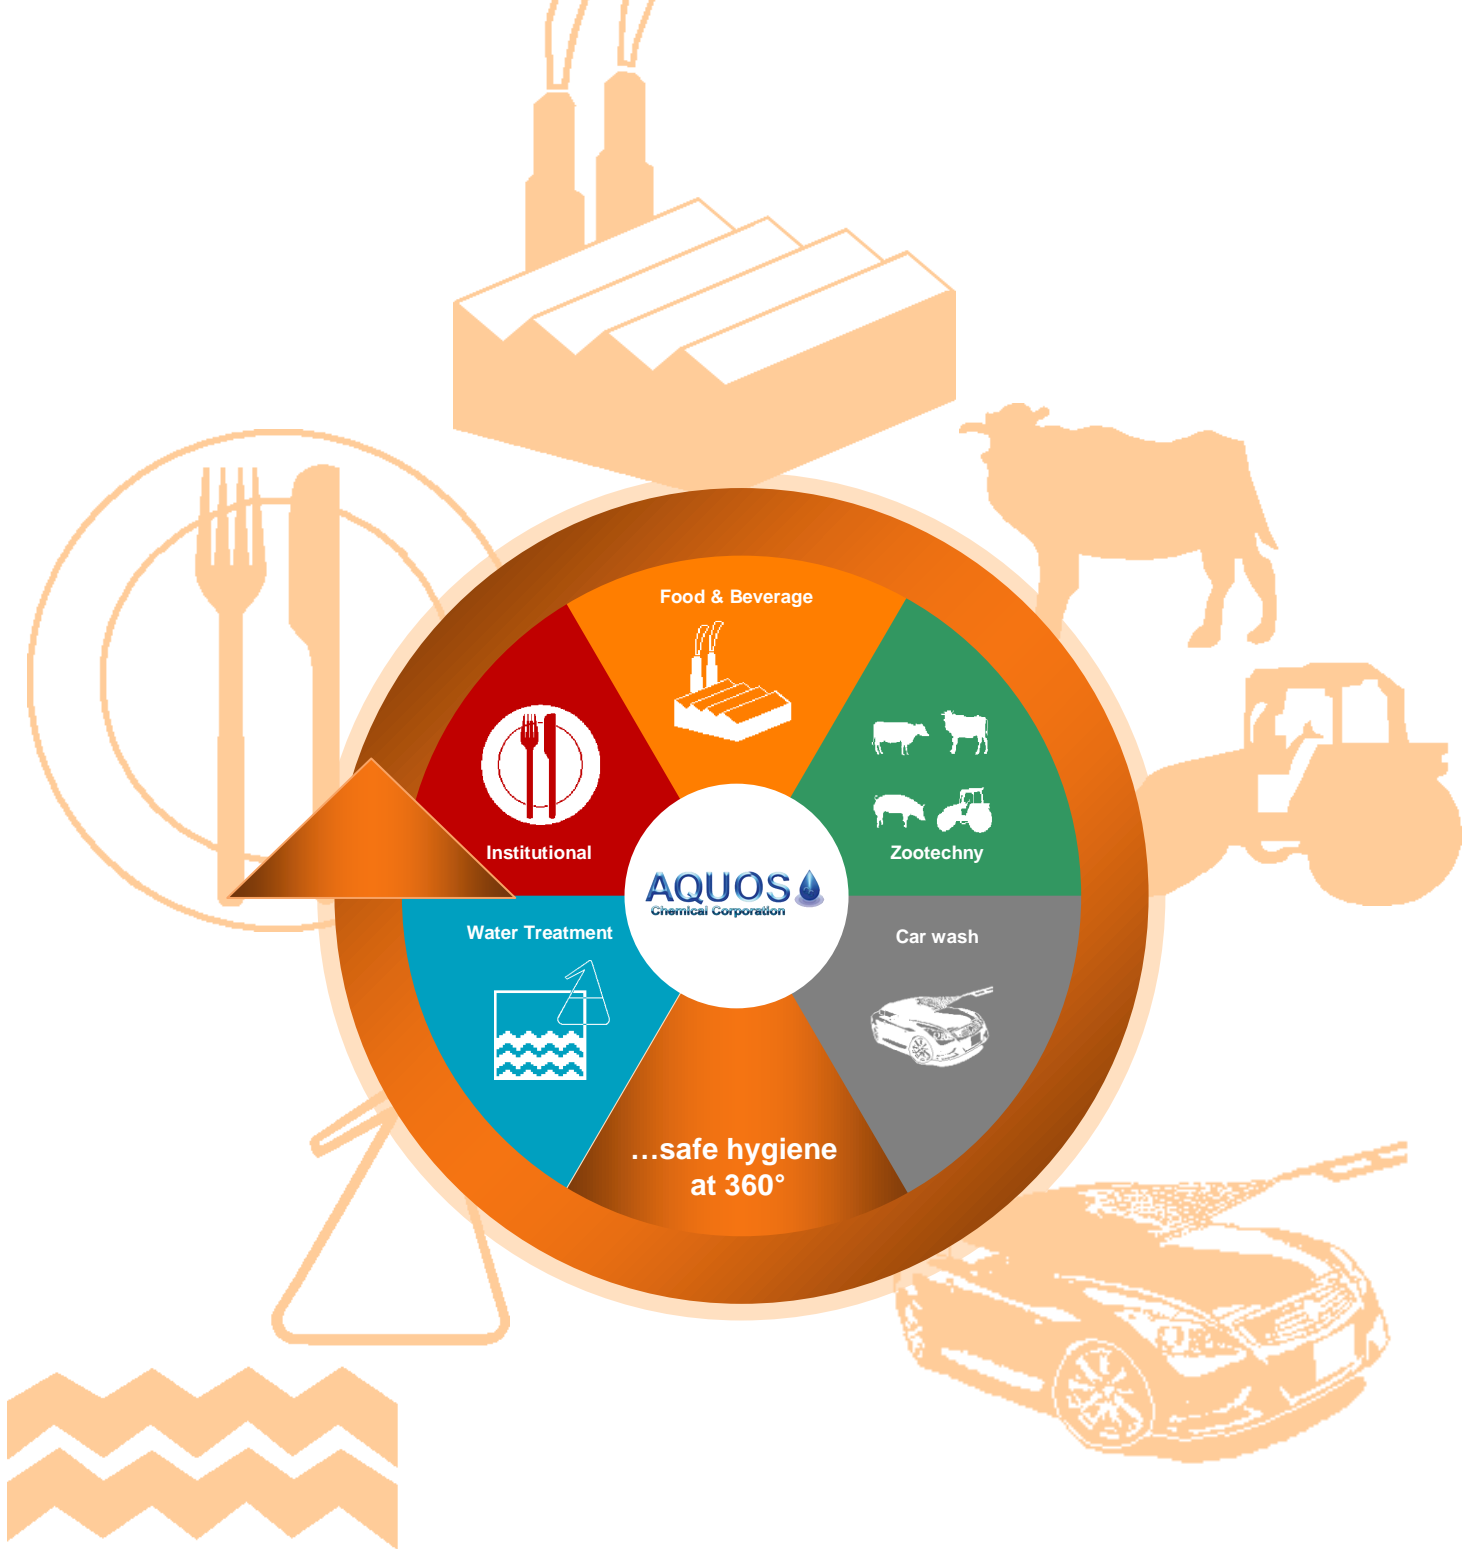 Food & Beverage
Institutional
Zootechny
AQUOS
Chemical Corporation
Water Treatment
Car wash
…safe hygiene
at 360°